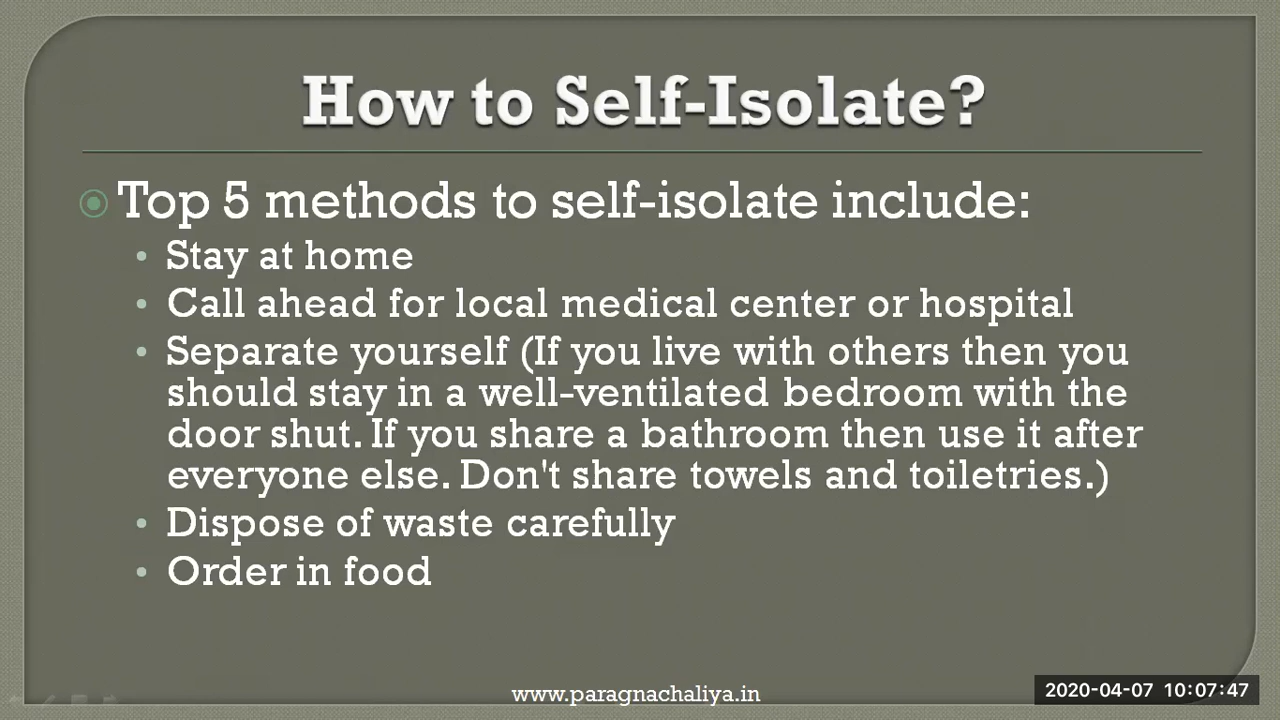 How to Self-Isolate?
Top 5 methods to self-isolate include:
• Stay at home
• Call ahead for local medical center or hospital
• Separate yourself (If you live with others then you
should stay in a well-ventilated bedroom with the
door shut. If you share a bathroom then use it after
everyone else. Don't share towels and toiletries.)
• Dispose of waste carefully
• Order in food
www.paragnachaliya.in
2020-04-07 10:07:47